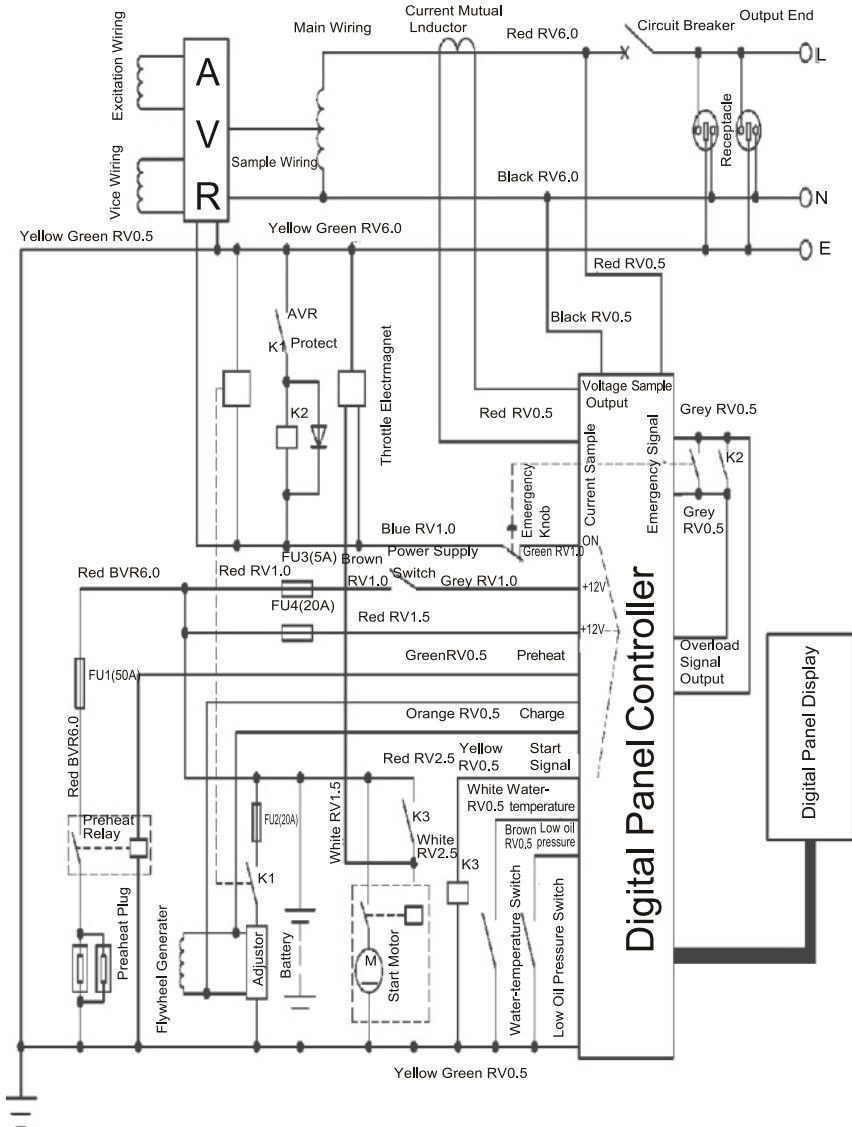 Current Mutual
Lnductor
Main Wiring
Red RV6.0
Circuit Breaker
Output End
Excitation Wiring
A
V
R
L
Receptacle
Sample Wiring
Vice Wiring
Black RV6.0
N
Yellow Green RV0.5
Yellow Green RV6.0
E
Red RV0.5
Black RV0.5
AVR
K1 Protect
K2
Throttle Electrmagnet
Voltage Sample
Output
Red RV0.5
Grey RV0.5
Current Sample
Emergency Signal
K2
Grey
RV0.5
Emeergency
Knob
Blue RV1.0
ON
Green RV1.0
FU3(5A)
Brown
RV1.0
Power Supply
Switch
Grey RV1.0
+12V
Red BVR6.0
Red RV1.0
FU4(20A)
Red RV1.5
+12V
GreenRV0.5
Preheat
Overload
Signal
Output
FU1(50A)
Orange RV0.5
Charge
Red BVR6.0
Red RV2.5
Yellow
RV0.5
Start
Signal
White RV1.5
White Water-
RV0.5 temperature
Brown Low oil
RV0.5 pressure
Preheat
Relay
FU2(20A)
K3
White
RV2.5
K3
K1
Preaheat Plug
Flywheel Generater
Adjustor
Battery
M
Start Motor
Water-temperature Switch
Low Oil Pressure Switch
Digital Panel Controller
Digital Panel Display
Yellow Green RV0.5